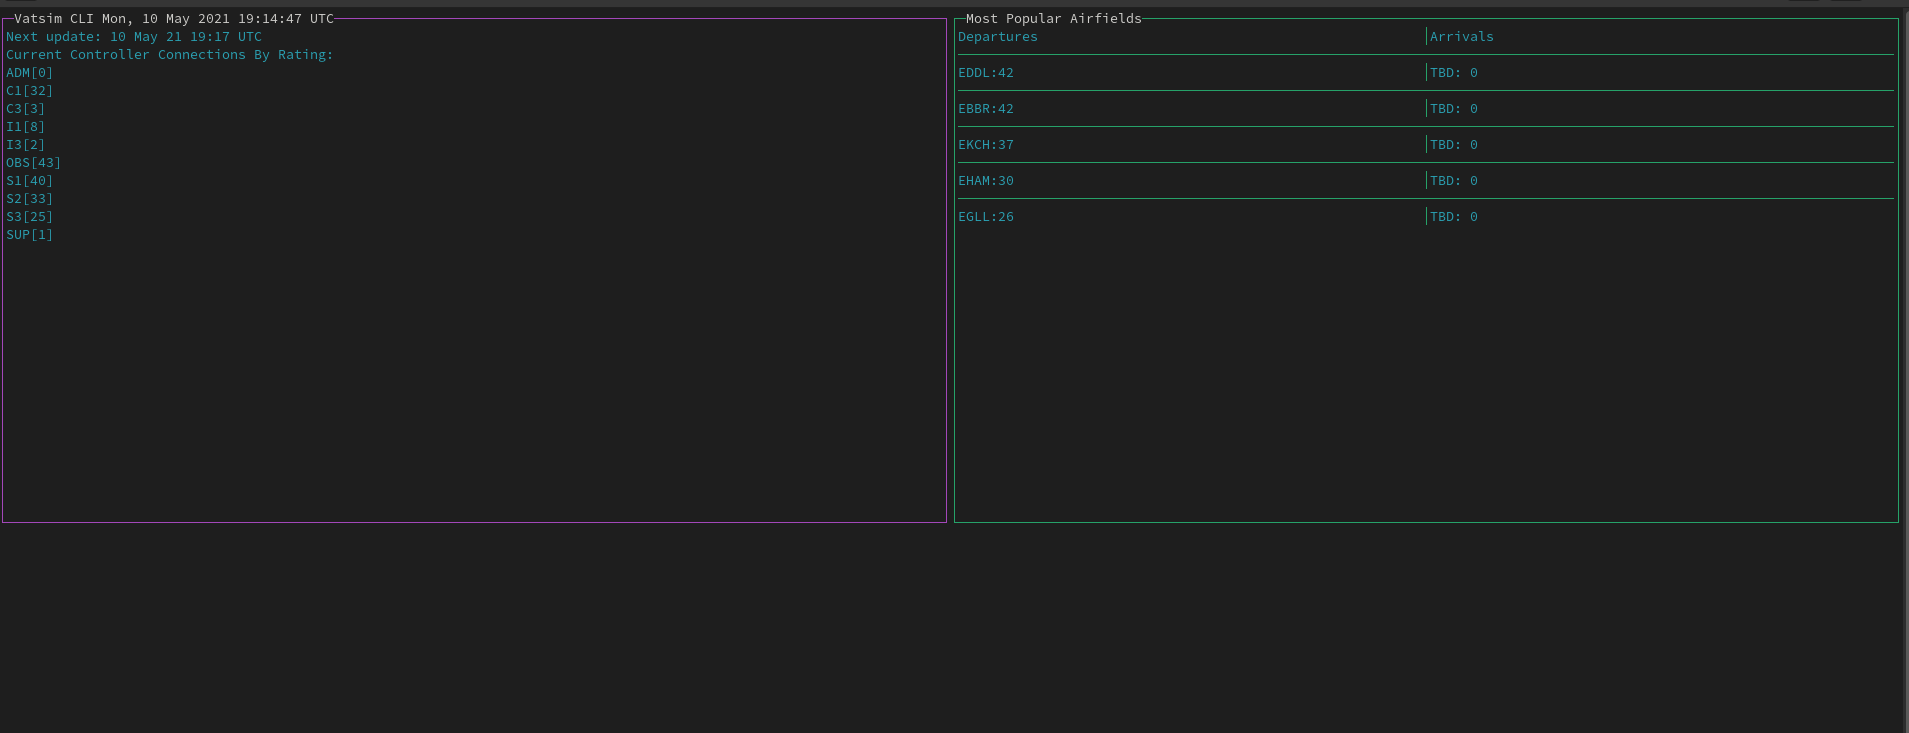 Vatsim CLI Mon, 10 May 2021 19:14:47 UTC
Next update: 10 May 21 19:17 UTC
Current Controller Connections By Rating:
ADM[0]
C1[32]
C3[3]
I1[8]
I3[2]
OBS[43]
S1[40]
S2[33]
S3[25]
SUP[1]
Most Popular Airfields
Departures Arrivals
EDDL:42 TBD: 0
EBBR:42 TBD: 0
EKCH:37 TBD: 0
EHAM:30 TBD: 0
EGLL:26 TBD: 0